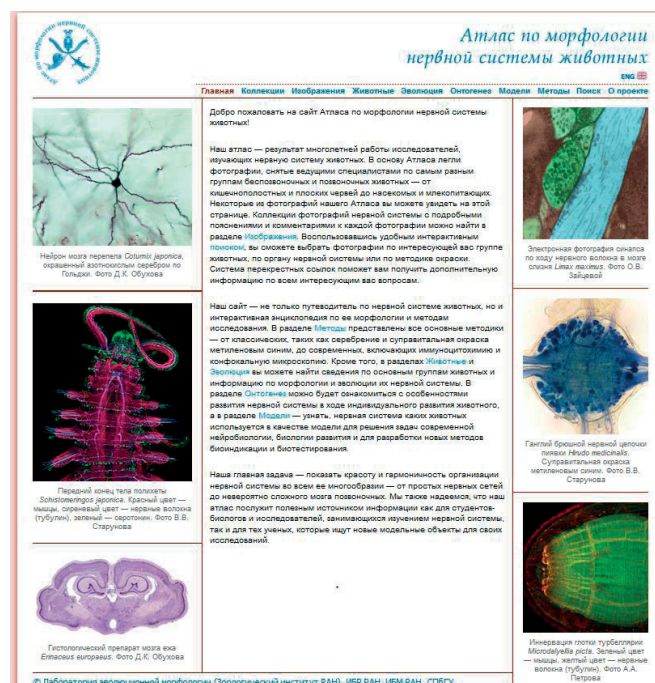 Атлас по морфологии нервной системы животных
Атлас по морфологии
нервной системы животных
ENG
Главная Коллекции Изображения Животные Эволюция Онтогенез Модели Методы Поиск О проекте
Нейрон мозга перепела Coturnix japonica,
окрашенный азотнокислым серебром по
Гольджи. Фото Д.К. Обухова
Передний конец тела полихеты
Schistomeringos japonica. Красный цвет —
мышцы, сиреневый цвет — нервные волокна
(тубулин), зеленый — серотонин. Фото В.В.
Старунова
Гистологический препарат мозга ежа
Erinaceus europaeus. Фото Д.К. Обухова
Добро пожаловать на сайт Атласа по морфологии нервной системы
животных!
Наш атлас — результат многолетней работы исследователей,
изучающих нервную систему животных. В основу Атласа легли
фотографии, снятые ведущими специалистами по самым разным
группам беспозвоночных и позвоночных животных — от
кишечнополостных и плоских червей до насекомых и млекопитающих.
Некоторые из фотографий нашего Атласа вы можете увидеть на этой
странице. Коллекции фотографий нервной системы с подробными
пояснениями и комментариями к каждой фотографии можно найти в
разделе Изображения. Воспользовавшись удобным интерактивным
поиском, вы сможете выбрать фотографии по интересующей вас группе
животных, по органу нервной системы или по методике окраски.
Система перекрестных ссылок поможет вам получить дополнительную
информацию по всем интересующим вас вопросам.
Наш сайт — не только путеводитель по нервной системе животных, но и
интерактивная энциклопедия по ее морфологии и методам
исследования. В разделе Методы представлены все основные методики
— от классических, таких как серебрение и суправитальная окраска
метиленовым синим, до современных, включающих иммуноцитохимию и
конфокальную микроскопию. Кроме того, в разделах Животные и
Эволюция вы можете найти сведения по основным группам животных и
информацию по морфологии и эволюции их нервной системы. В
разделе Онтогенез можно будет ознакомиться с особенностями
развития нервной системы в ходе индивидуального развития животного,
а в разделе Модели — узнать, нервная система каких животных
используется в качестве модели для решения задач современной
нейробиологии, биологии развития и для разработки новых методов
биоиндикации и биотестирования.
Наша главная задача — показать красоту и гармоничность организации
нервной системы во всем ее многообразии — от простых нервных сетей
до невероятно сложного мозга позвоночных. Мы также надеемся, что наш
атлас послужит полезным источником информации как для студентов-
биологов и исследователей, занимающихся изучением нервной системы,
так и для тех ученых, которые ищут новые модельные объекты для своих
исследований.
Электронная фотография синапса
по ходу нервного волокна в мозге
слизня Limax maximus. Фото О.В.
Зайцевой
Ганглий брюшной нервной цепочки
пиявки Hirudo medicinalis.
Суправитальная окраска
метиленовым синим. Фото В.В.
Старунова
Иннервация глотки турбеллярии
Microdalyellia picta. Зеленый цвет
— мышцы, желтый цвет — нервные
волокна (тубулин). Фото А.А.
Петрова
© Лаборатория эволюционной морфологии (Зоологический институт РАН), ИБР РАН, ИБМ РАН, СПбГУ